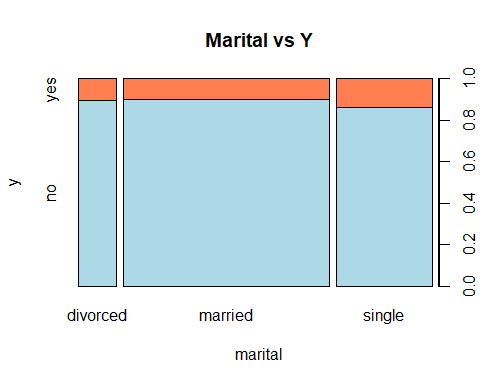 Marital vs Y
yes
no
y
1.0
0.8
0.6
0.4
0.2
0.0
divorced married single
marital